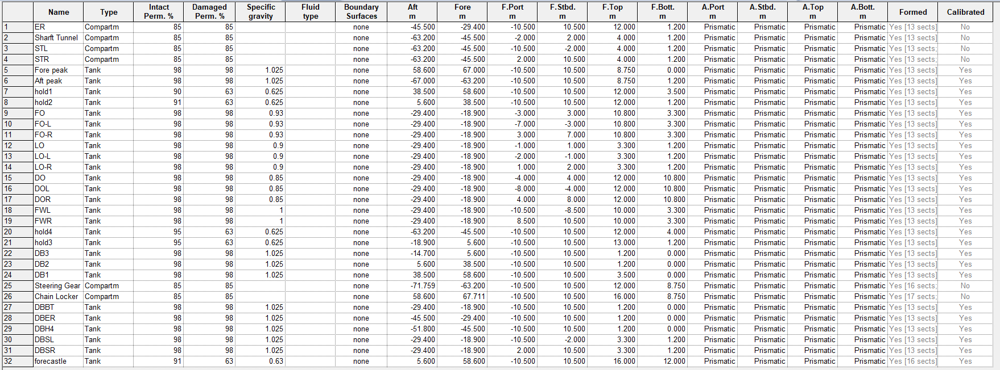 Name Type Intact Perm. % Damaged Perm. % Specific gravity Fluid type Boundary Surfaces Aft m Fore m F.Port m F.Stbd. m F.Top m F.Bott. m A.Port m A.Stbd. m A.Top m A.Bott. m Formed Calibrated
1 ER Compartm 85 85 none -45.500 -29.400 -10.500 10.500 12.000 1.200 Prismatic Prismatic Prismatic Prismatic Yes [13 sects] No
2 Sharft Tunnel Compartm 85 85 none -63.200 -45.500 -2.000 2.000 4.000 1.200 Prismatic Prismatic Prismatic Prismatic Yes [13 sects] No
3 STL Compartm 85 85 none -63.200 -45.500 -10.500 -2.000 4.000 1.200 Prismatic Prismatic Prismatic Prismatic Yes [13 sects; No
4 STR Compartm 85 85 none -63.200 -45.500 2.000 10.500 4.000 1.200 Prismatic Prismatic Prismatic Prismatic Yes [13 sects; No
5 Fore peak Tank 98 98 1.025 none 58.600 67.000 -10.500 10.500 8.750 0.000 Prismatic Prismatic Prismatic Prismatic Yes [13 sects] Yes
6 Aft peak Tank 98 98 1.025 none -67.000 -63.200 -10.500 10.500 8.750 1.200 Prismatic Prismatic Prismatic Prismatic Yes [13 sects] Yes
7 hold1 Tank 90 63 0.625 none 38.500 58.600 -10.500 10.500 12.000 3.500 Prismatic Prismatic Prismatic Prismatic Yes [13 sects] Yes
8 hold2 Tank 91 63 0.625 none 5.600 38.500 -10.500 10.500 12.000 1.200 Prismatic Prismatic Prismatic Prismatic Yes [13 sects] Yes
9 FO Tank 98 98 0.93 none -29.400 -18.900 -3.000 3.000 10.800 3.300 Prismatic Prismatic Prismatic Prismatic Yes [13 sects] Yes
10 FO-L Tank 98 98 0.93 none -29.400 -18.900 -7.000 -3.000 10.800 3.300 Prismatic Prismatic Prismatic Prismatic Yes [13 sects] Yes
11 FO-R Tank 98 98 0.93 none -29.400 -18.900 3.000 7.000 10.800 3.300 Prismatic Prismatic Prismatic Prismatic Yes [13 sects] Yes
12 LO Tank 98 98 0.9 none -29.400 -18.900 -1.000 1.000 3.300 1.200 Prismatic Prismatic Prismatic Prismatic Yes [13 sects] Yes
13 LO-L Tank 98 98 0.9 none -29.400 -18.900 -2.000 -1.000 3.300 1.200 Prismatic Prismatic Prismatic Prismatic Yes [13 sects] Yes
14 LO-R Tank 98 98 0.9 none -29.400 -18.900 1.000 2.000 3.300 1.200 Prismatic Prismatic Prismatic Prismatic Yes [13 sects] Yes
15 DO Tank 98 98 0.85 none -29.400 -18.900 -4.000 4.000 12.000 10.800 Prismatic Prismatic Prismatic Prismatic Yes [13 sects] Yes
16 DOL Tank 98 98 0.85 none -29.400 -18.900 -8.000 -4.000 12.000 10.800 Prismatic Prismatic Prismatic Prismatic Yes [13 sects] Yes
17 DOR Tank 98 98 0.85 none -29.400 -18.900 4.000 8.000 12.000 10.800 Prismatic Prismatic Prismatic Prismatic Yes [13 sects] Yes
18 FWL Tank 98 98 1 none -29.400 -18.900 -10.500 -8.500 10.000 3.300 Prismatic Prismatic Prismatic Prismatic Yes [13 sects] Yes
19 FWR Tank 98 98 1 none -29.400 -18.900 8.500 10.500 10.000 3.300 Prismatic Prismatic Prismatic Prismatic Yes [13 sects] Yes
20 hold4 Tank 95 63 0.625 none -63.200 -45.500 -10.500 10.500 12.000 4.000 Prismatic Prismatic Prismatic Prismatic Yes [13 sects] Yes
21 hold3 Tank 95 63 0.625 none -18.900 5.600 -10.500 10.500 13.000 1.200 Prismatic Prismatic Prismatic Prismatic Yes [13 sects] Yes
22 DB3 Tank 98 98 1.025 none -14.700 5.600 -10.500 10.500 1.200 0.000 Prismatic Prismatic Prismatic Prismatic Yes [13 sects] Yes
23 DB2 Tank 98 98 1.025 none 5.600 38.500 -10.500 10.500 1.200 0.000 Prismatic Prismatic Prismatic Prismatic Yes [13 sects] Yes
24 DB1 Tank 98 98 1.025 none 38.500 58.600 -10.500 10.500 3.500 0.000 Prismatic Prismatic Prismatic Prismatic Yes [13 sects] Yes
25 Steering Gear Compartm 85 85 none -71.759 -63.200 -10.500 10.500 12.000 8.750 Prismatic Prismatic Prismatic Prismatic Yes [16 sects; No
26 Chain Locker Compartm 85 85 none 58.600 67.711 -10.500 10.500 16.000 8.750 Prismatic Prismatic Prismatic Prismatic Yes [17 sects; No
27 DBBT Tank 98 98 1.025 none -29.400 -18.900 -10.500 10.500 1.200 0.000 Prismatic Prismatic Prismatic Prismatic Yes [13 sects] Yes
28 DBER Tank 98 98 1.025 none -45.500 -29.400 -10.500 10.500 1.200 0.000 Prismatic Prismatic Prismatic Prismatic Yes [13 sects] Yes
29 DBH4 Tank 98 98 1.025 none -51.800 -45.500 -10.500 10.500 1.200 0.000 Prismatic Prismatic Prismatic Prismatic Yes [13 sects] Yes
30 DBSL Tank 98 98 1.025 none -29.400 -18.900 -10.500 -2.000 3.300 1.200 Prismatic Prismatic Prismatic Prismatic Yes [13 sects] Yes
31 DBSR Tank 98 98 1.025 none -29.400 -18.900 2.000 10.500 3.300 1.200 Prismatic Prismatic Prismatic Prismatic Yes [13 sects] Yes
32 forecastle Tank 91 63 0.63 none 5.600 58.600 -10.500 10.500 16.000 12.000 Prismatic Prismatic Prismatic Prismatic Yes [16 sects] Yes